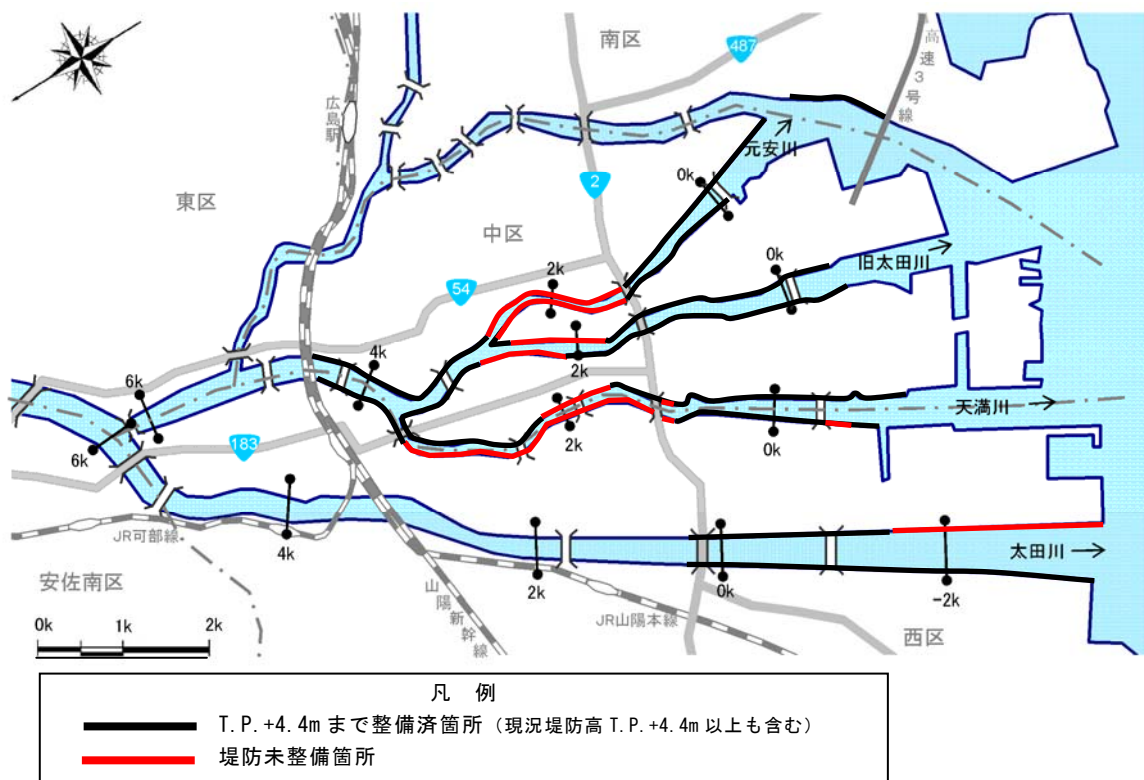 南区
487
高速3号線
広島駅
元安川
0k
東区
2
中区
0k
旧太田川
2k
54
4k
2k
6k
天満川
2k
0k
183
6k
JR可部線
4k
太田川
2k
0k
-2k
安佐南区
山陽新幹線
JR山陽本線
西区
0k 1k 2k
凡 例
T.P.+4.4mまで整備済箇所（現況堤防高T.P.+4.4m以上も含む）
堤防未整備箇所